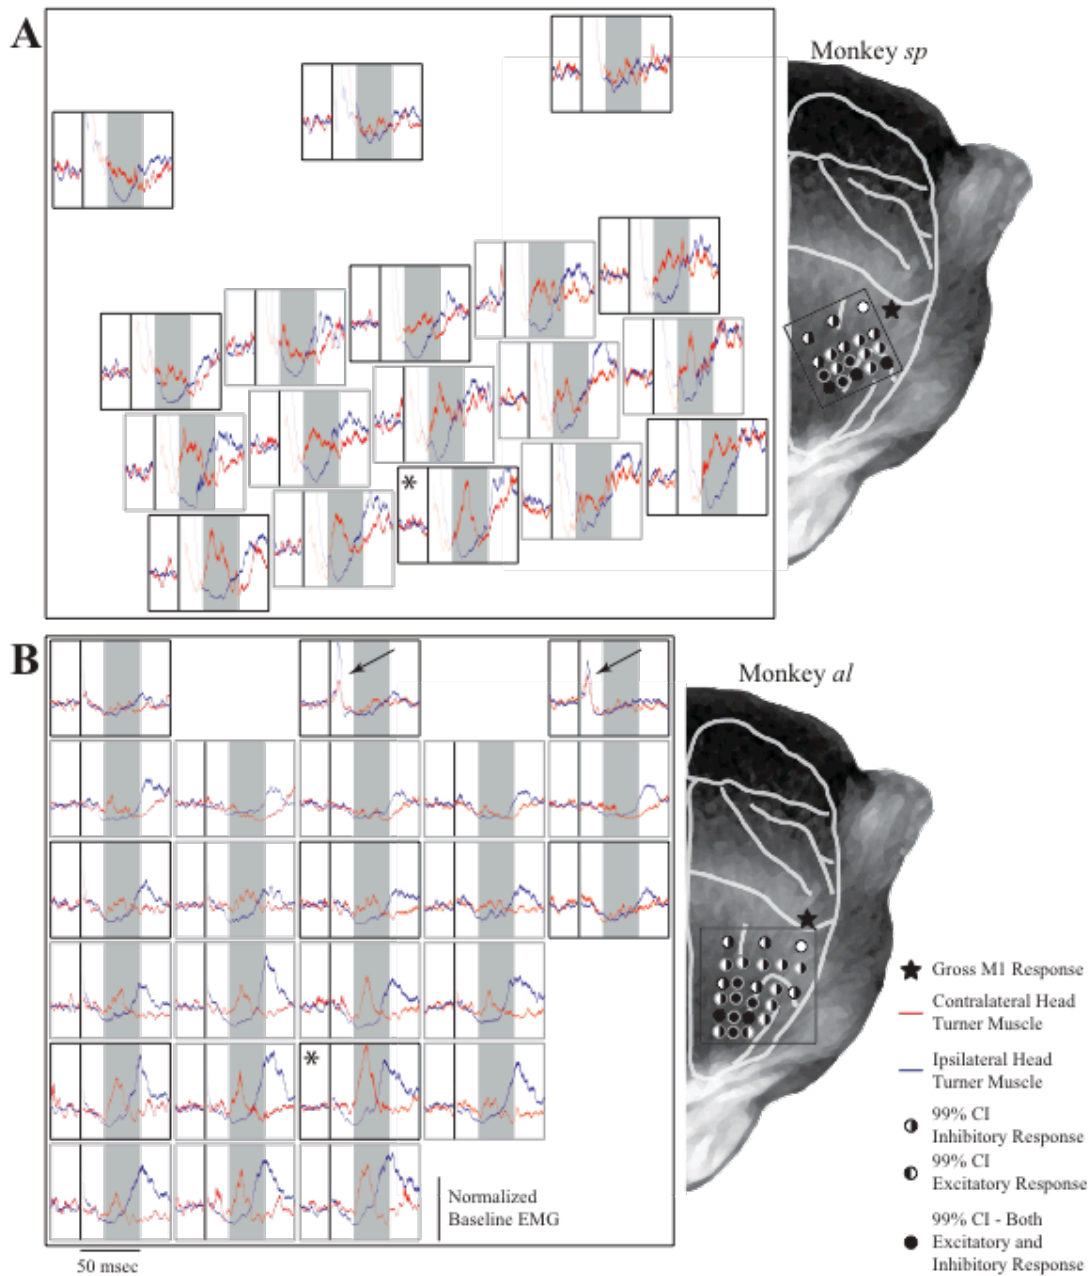 A
Monkey sp
*
B
Monkey al
*
Gross M1 Response
Contralateral Head
Turner Muscle
Ipsilateral Head
Turner Muscle
99% CI
Inhibitory Response
99% CI
Excitatory Response
99% CI - Both
Excitatory and
Inhibitory Response
Normalized
Baseline EMG
50 msec